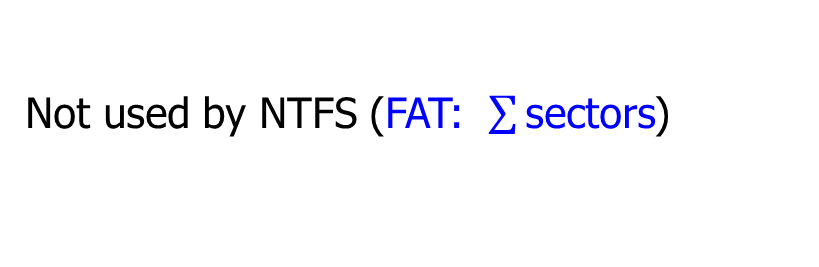 Not used by NTFS (FAT: ∑ sectors)